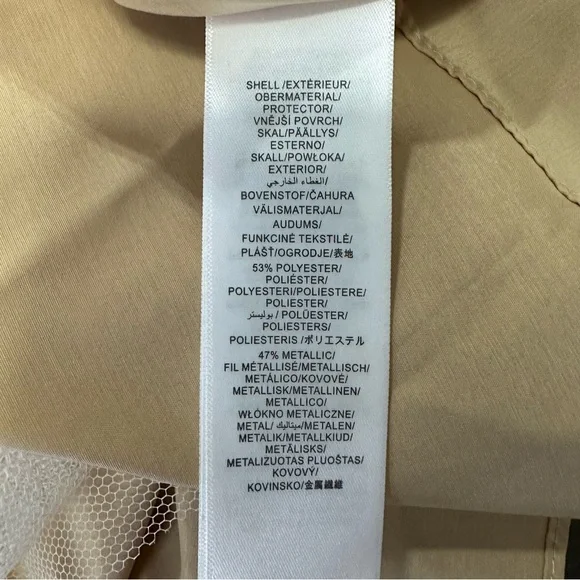 SHELL /EXTÉRIEUR/
OBERMATERIAL/
PROTECTOR/
VNĚJŠÍ POVRCH/
SKAL/PÄÄLLYS/
ESTERNO/
SKALL/POWŁOKA/
EXTERIOR/
الغطاء الخارجي/
BOVENSTOF/ČAHURA
VÄLISMATERJAL/
AUDUMS/
FUNKCINĖ TEKSTILĖ/
PLÁŠŤ/OGRODJE/表地
53% POLYESTER/
POLIÉSTER/
POLYESTERI/POLIESTERE/
POLIESTER/
بوليستر /POLÜESTER/
POLIESTERS/
POLIESTERIS /ポリエステル
47% METALLIC/
FIL MÉTALLISÉ/METALLISCH/
METÁLICO/KOVOVÉ/
METALLISK/METALLINEN/
METALLICO/
WŁÓKNO METALICZNE/
METAL/ ميتاليك/METALEN/
METALIK/METALLKIUD/
METĀLISKS/
METALIZUOTAS PLUOŠTAS/
KOVOVÝ/
KOVINSKO/金属繊維